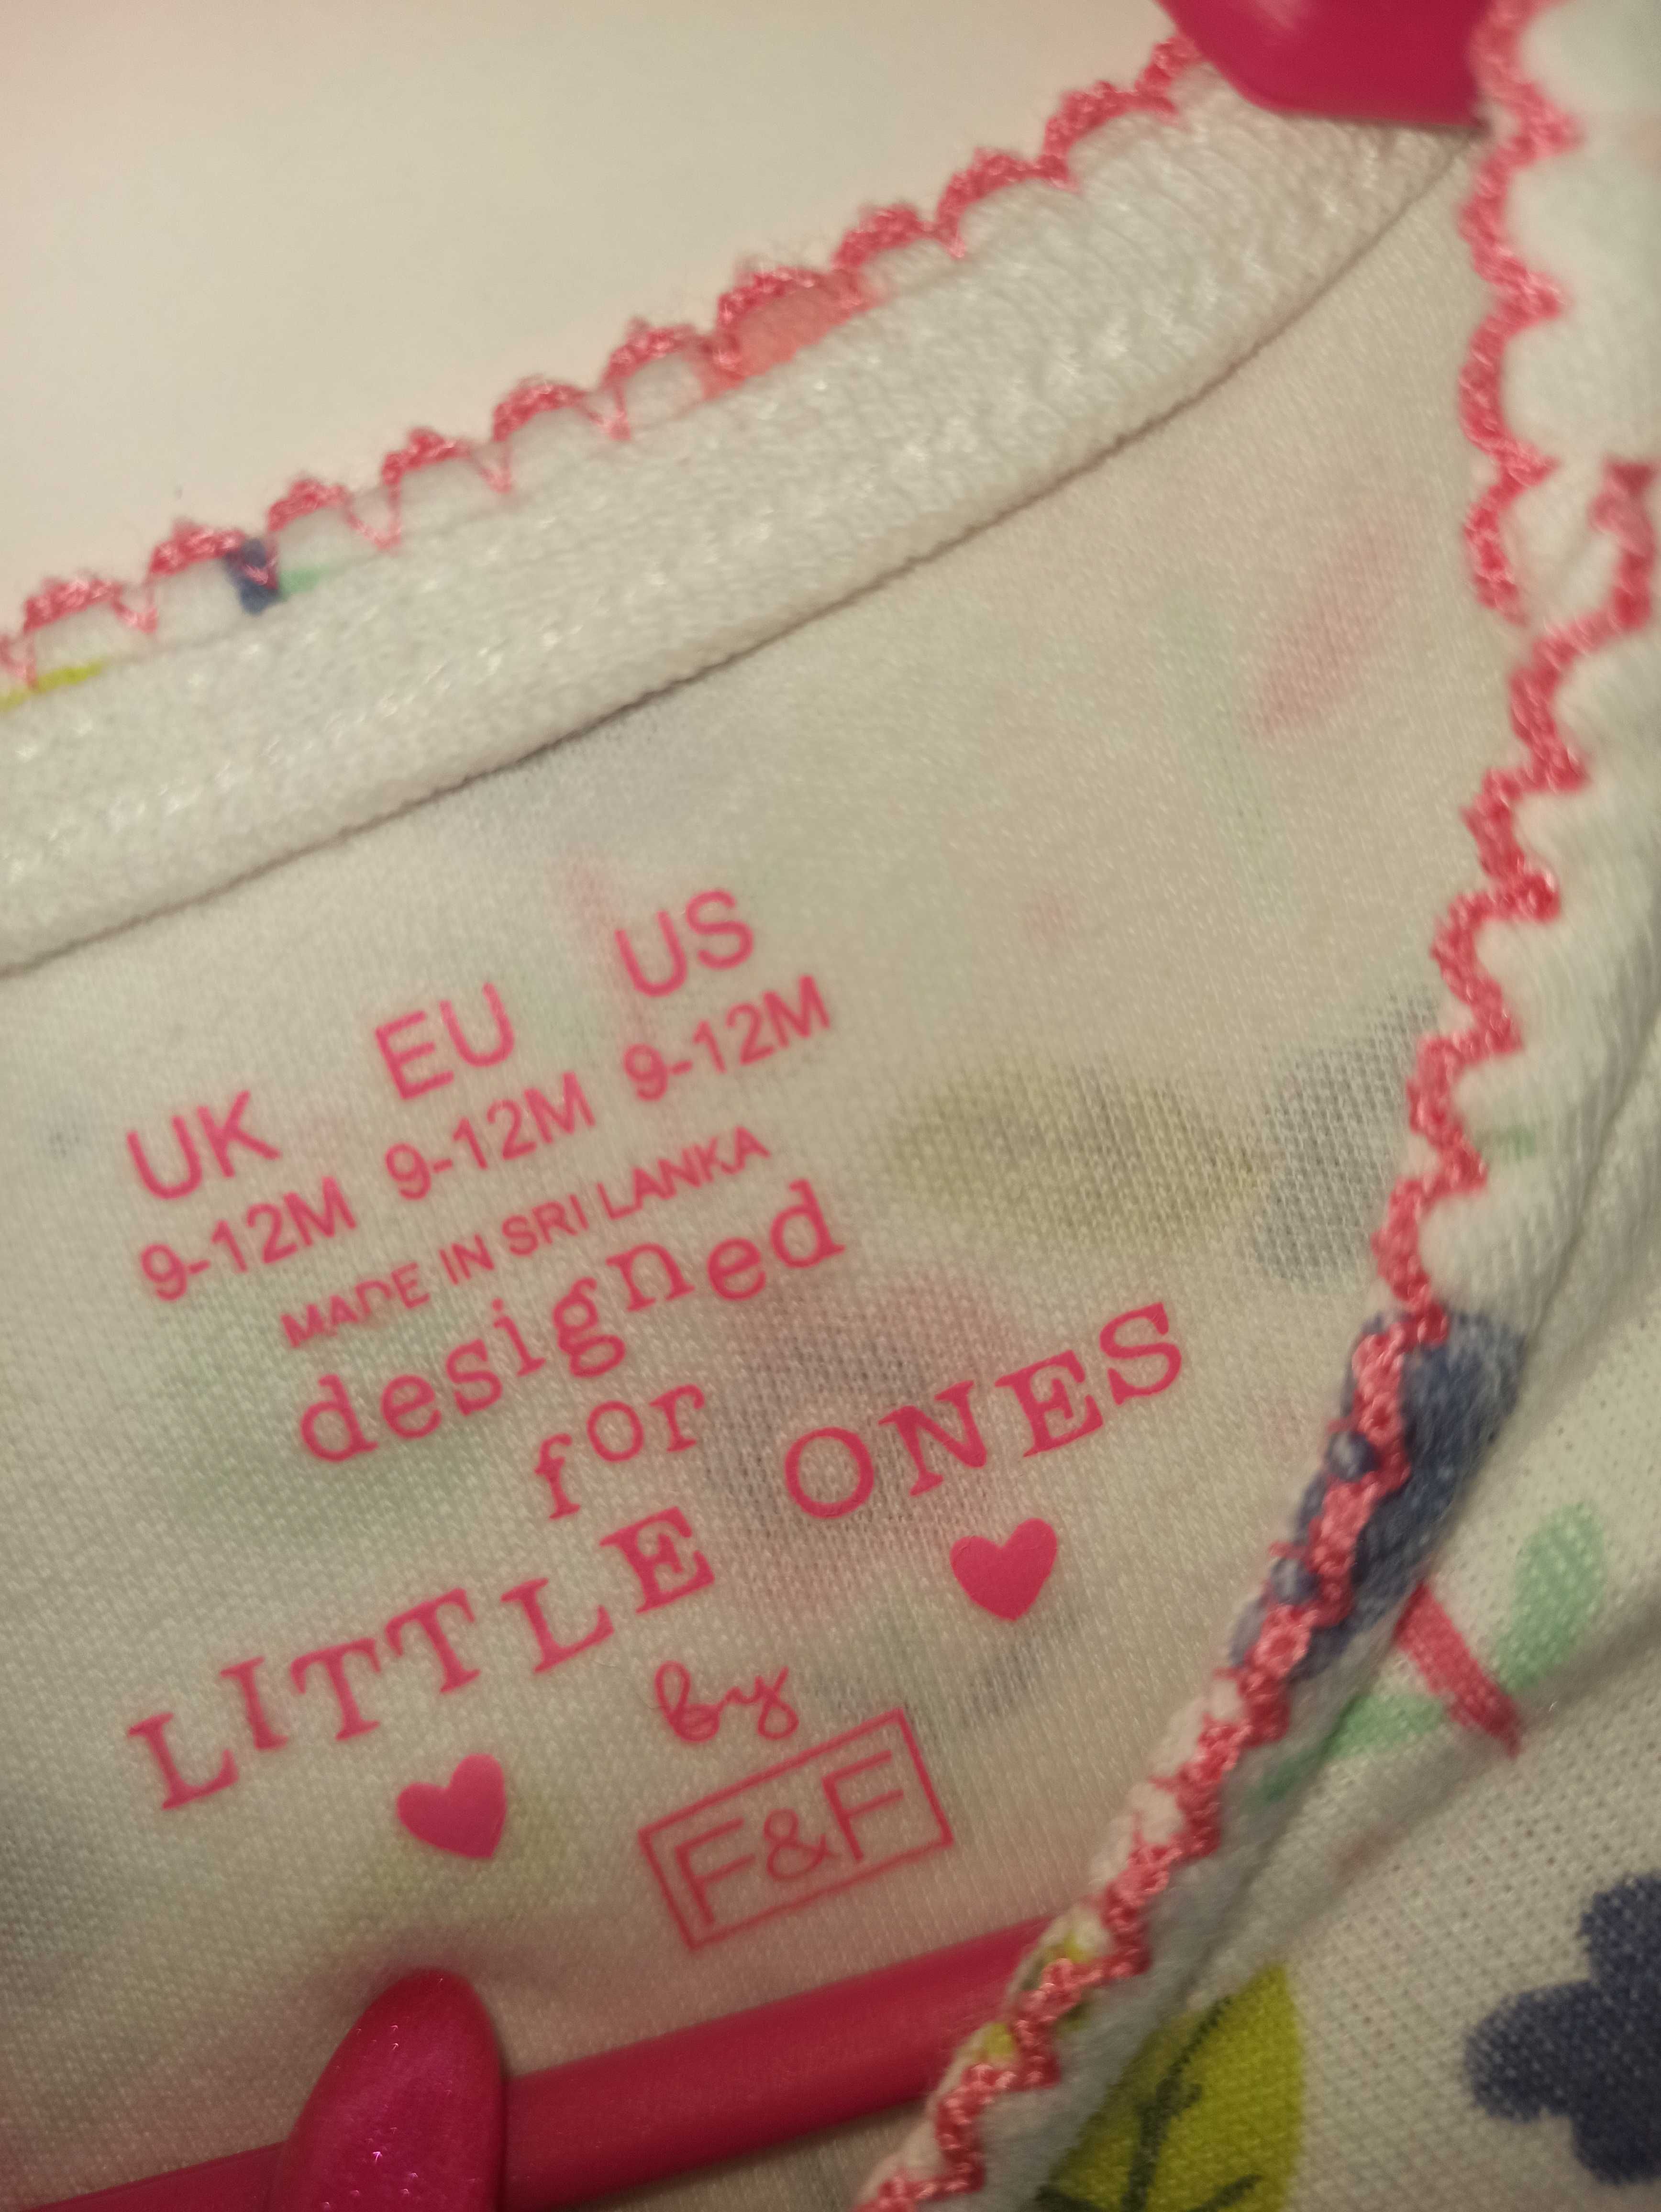 UK EU US
9-12M 9-12M 9-12M
MADE IN SRI LANKA
designed
for
LITTLE ONES
by
F&F